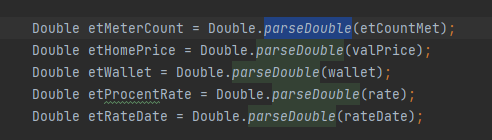 Double etMeterCount = Double.parseDouble(etCountMet);
Double etHomePrice = Double.parseDouble(valPrice);
Double etWallet = Double.parseDouble(wallet);
Double etProcentRate = Double.parseDouble(rate);
Double etRateDate = Double.parseDouble(rateDate);